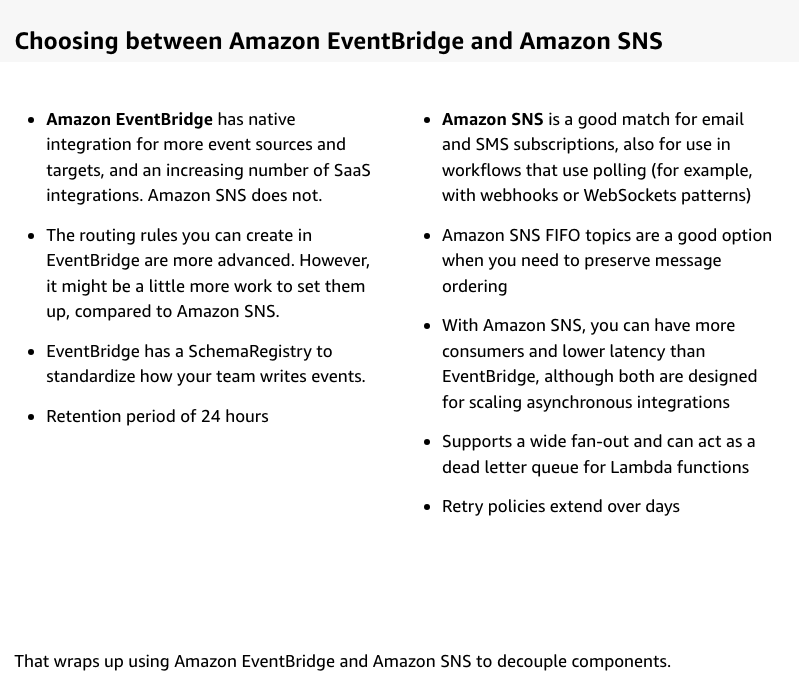 Choosing between Amazon EventBridge and Amazon SNS
Amazon EventBridge has native
integration for more event sources and
targets, and an increasing number of SaaS
integrations. Amazon SNS does not.
The routing rules you can create in
EventBridge are more advanced. However,
it might be a little more work to set them
up, compared to Amazon SNS.
EventBridge has a SchemaRegistry to
standardize how your team writes events.
Retention period of 24 hours
Amazon SNS is a good match for email
and SMS subscriptions, also for use in
workflows that use polling (for example,
with webhooks or WebSockets patterns)
Amazon SNS FIFO topics are a good option
when you need to preserve message
ordering
With Amazon SNS, you can have more
consumers and lower latency than
EventBridge, although both are designed
for scaling asynchronous integrations
Supports a wide fan-out and can act as a
dead letter queue for Lambda functions
Retry policies extend over days
That wraps up using Amazon EventBridge and Amazon SNS to decouple components.